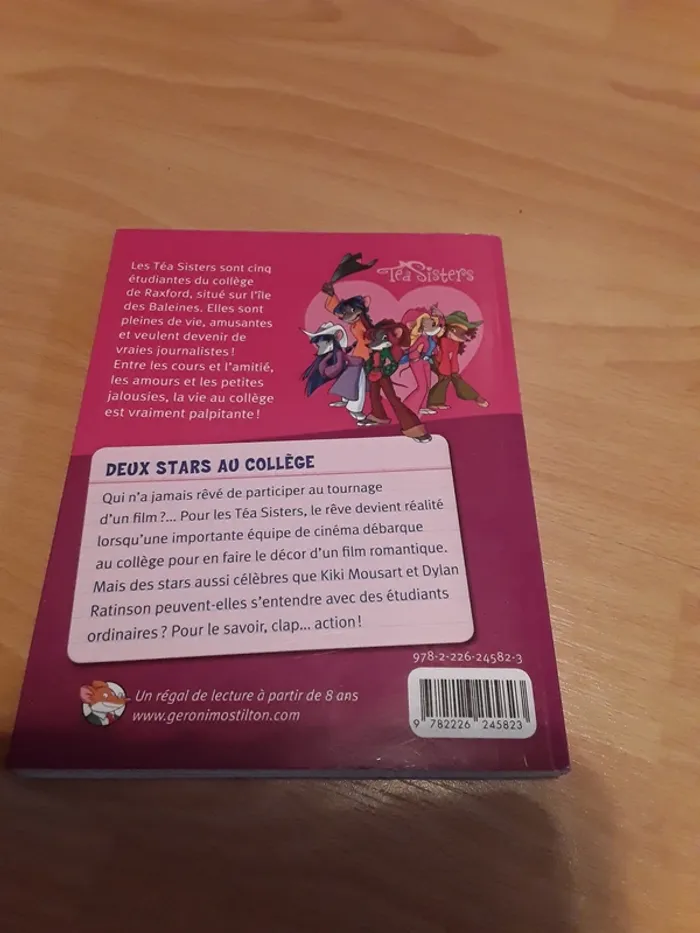 Les Téa Sisters sont cinq
étudiantes du collège
de Raxford, situé sur l'île
des Baleines. Elles sont
pleines de vie, amusantes
et veulent devenir de
vraies journalistes !
Entre les cours et l'amitié,
les amours et les petites
jalousies, la vie au collège
est vraiment palpitante !
Téa Sisters
DEUX STARS AU COLLÈGE
Qui n'a jamais rêvé de participer au tournage
d'un film ?... Pour les Téa Sisters, le rêve devient réalité
lorsqu'une importante équipe de cinéma débarque
au collège pour en faire le décor d'un film romantique.
Mais des stars aussi célèbres que Kiki Mousart et Dylan
Ratinson peuvent-elles s'entendre avec des étudiants
ordinaires ? Pour le savoir, clap... action !
978-2-226-24582-3
Un régal de lecture à partir de 8 ans
www.geronimostilton.com
9 782226 245823